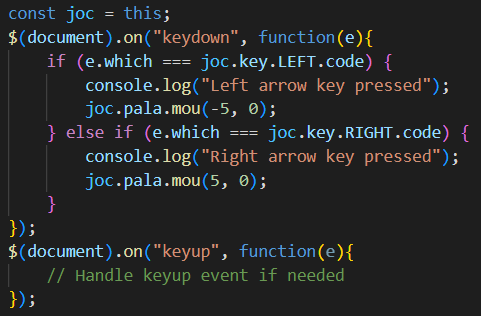 const joc = this;
$(document).on("keydown", function(e){
    if (e.which === joc.key.LEFT.code) {
        console.log("Left arrow key pressed");
        joc.pala.mou(-5, 0);
    } else if (e.which === joc.key.RIGHT.code) {
        console.log("Right arrow key pressed");
        joc.pala.mou(5, 0);
    }
});
$(document).on("keyup", function(e){
    // Handle keyup event if needed
});